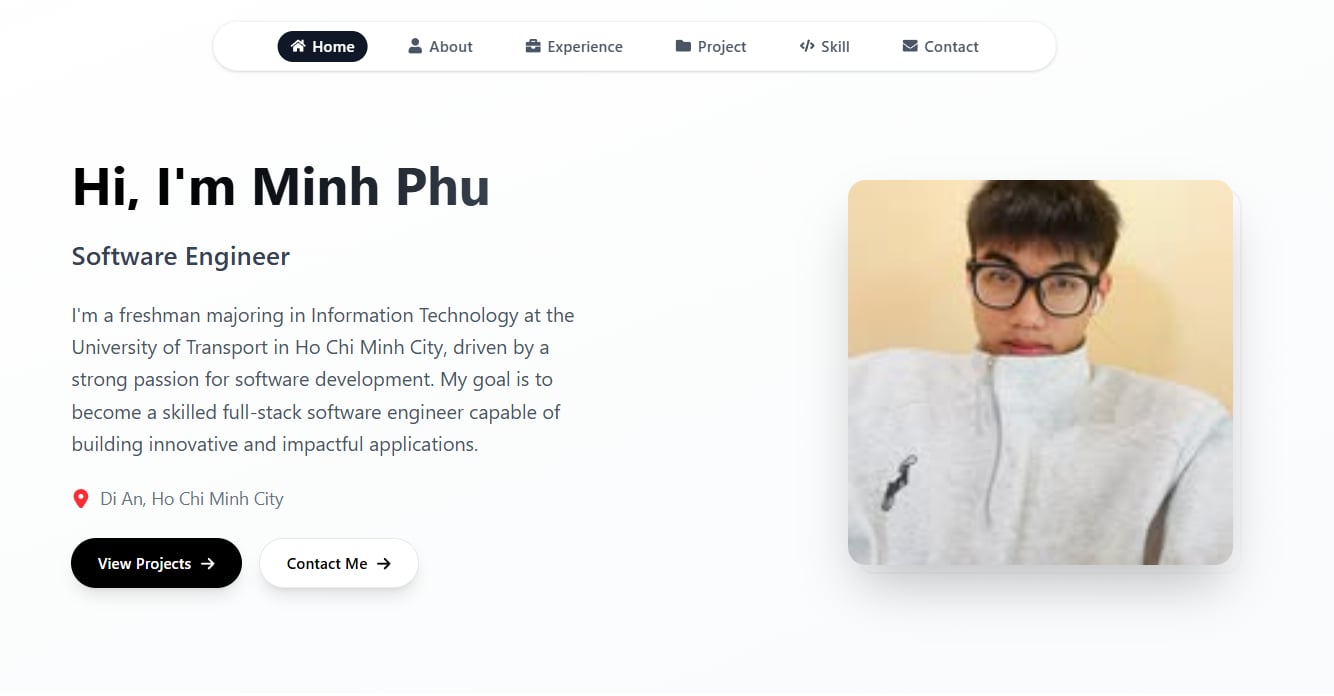 Home About Experience Project Skill Contact
Hi, I'm Minh Phu
Software Engineer
I'm a freshman majoring in Information Technology at the
University of Transport in Ho Chi Minh City, driven by a
strong passion for software development. My goal is to
become a skilled full-stack software engineer capable of
building innovative and impactful applications.
Di An, Ho Chi Minh City
View Projects Contact Me